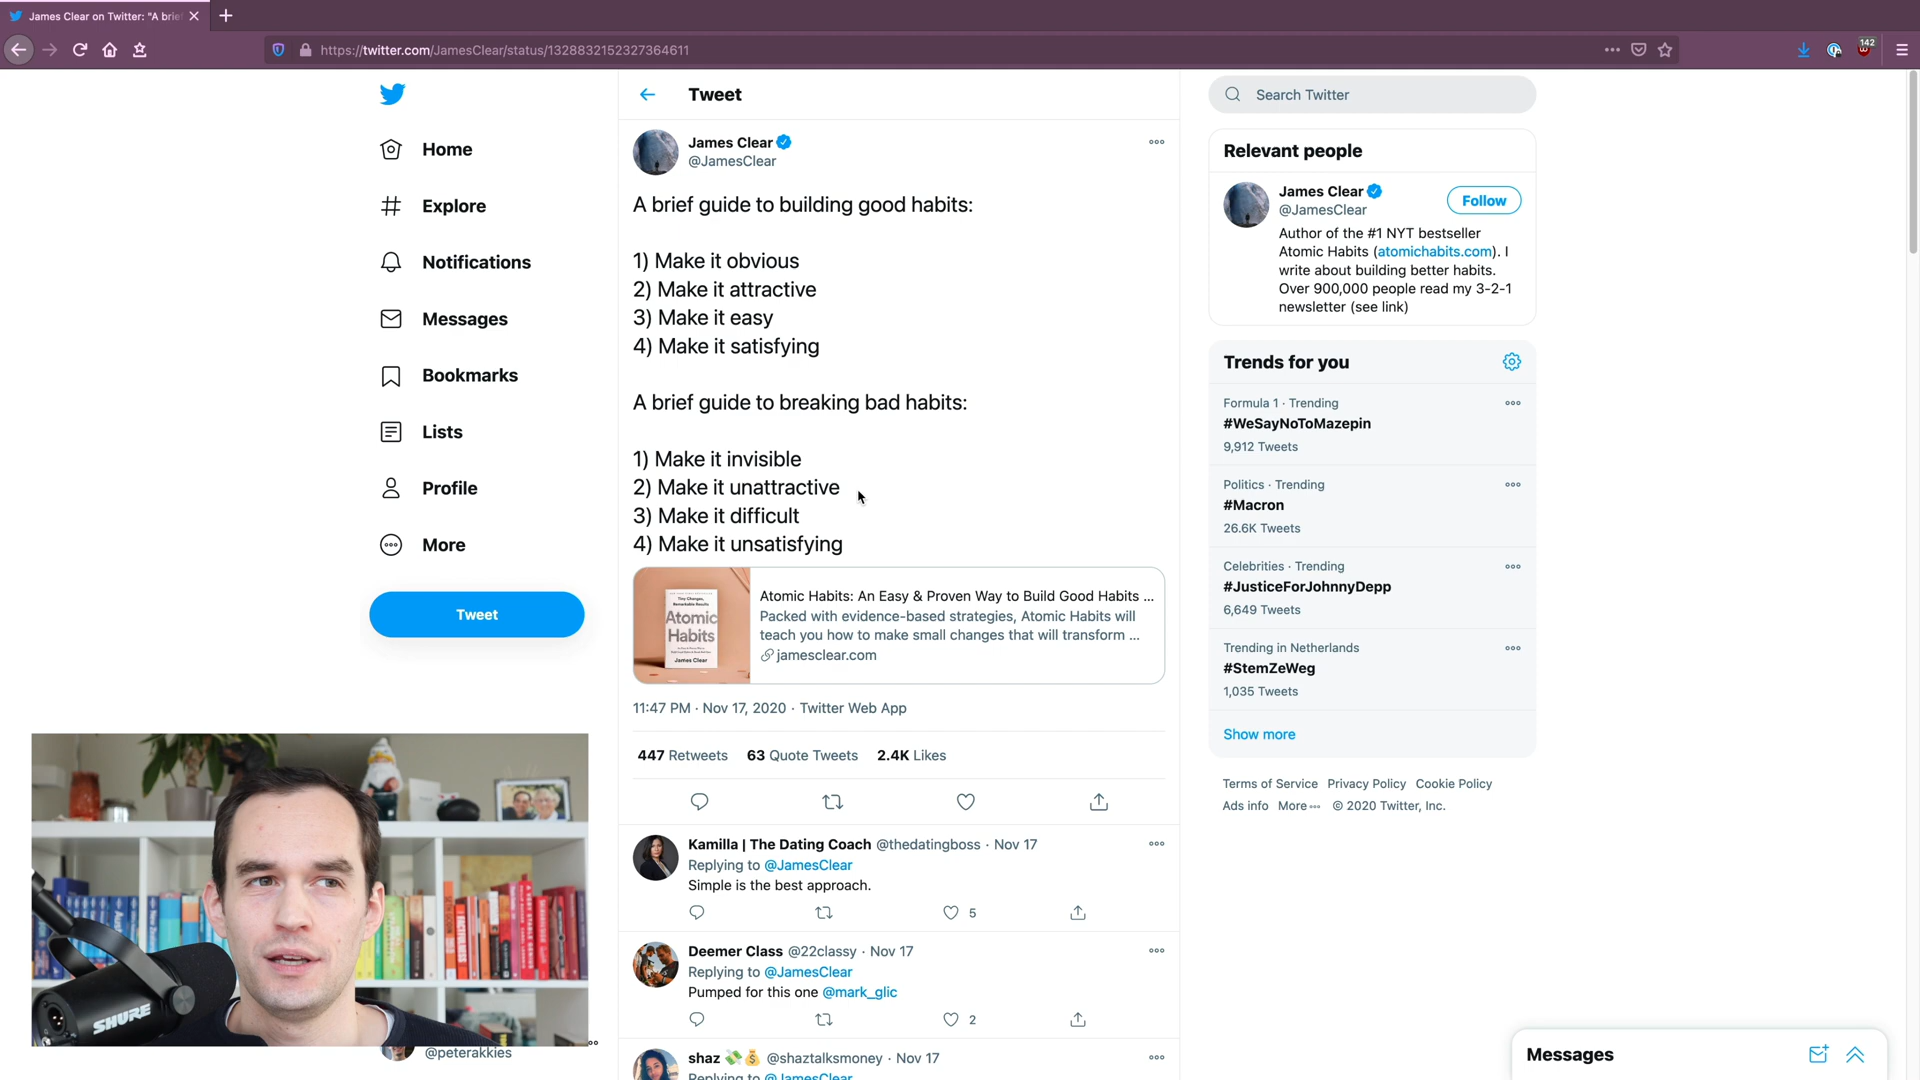 James Clear on Twitter: "A brie
https://twitter.com/JamesClear/status/1328832152327364611
142
Home
Explore
Notifications
Messages
Bookmarks
Lists
Profile
More
Tweet
@peterakkies
Tweet
James Clear
@JamesClear
A brief guide to building good habits:
1) Make it obvious
2) Make it attractive
3) Make it easy
4) Make it satisfying
A brief guide to breaking bad habits:
1) Make it invisible
2) Make it unattractive
3) Make it difficult
4) Make it unsatisfying
Tiny Changes,
Remarkable Results
Atomic
Habits
James Clear
Atomic Habits: An Easy & Proven Way to Build Good Habits ...
Packed with evidence-based strategies, Atomic Habits will
teach you how to make small changes that will transform ...
jamesclear.com
11:47 PM · Nov 17, 2020 · Twitter Web App
447 Retweets 63 Quote Tweets 2.4K Likes
Kamilla | The Dating Coach @thedatingboss · Nov 17
Replying to @JamesClear
Simple is the best approach.
5
Deemer Class @22classy · Nov 17
Replying to @JamesClear
Pumped for this one @mark_glic
2
shaz 💸💰 @shaztalksmoney · Nov 17
Replying to @JamesClear
Search Twitter
Relevant people
James Clear
@JamesClear
Follow
Author of the #1 NYT bestseller
Atomic Habits (atomichabits.com). I
write about building better habits.
Over 900,000 people read my 3-2-1
newsletter (see link)
Trends for you
Formula 1 · Trending
#WeSayNoToMazepin
9,912 Tweets
Politics · Trending
#Macron
26.6K Tweets
Celebrities · Trending
#JusticeForJohnnyDepp
6,649 Tweets
Trending in Netherlands
#StemZeWeg
1,035 Tweets
Show more
Terms of Service Privacy Policy Cookie Policy
Ads info More ··· © 2020 Twitter, Inc.
Messages
SHURE